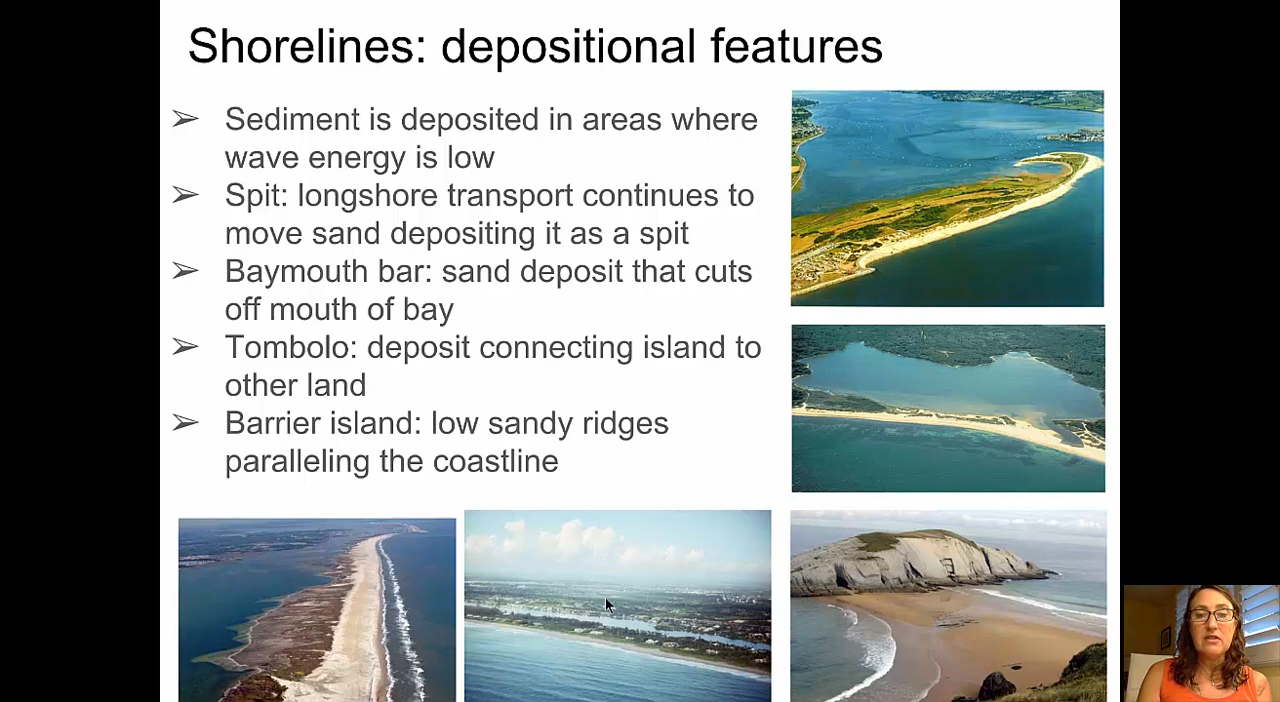 Shorelines: depositional features
➢ Sediment is deposited in areas where
wave energy is low
➢ Spit: longshore transport continues to
move sand depositing it as a spit
➢ Baymouth bar: sand deposit that cuts
off mouth of bay
➢ Tombolo: deposit connecting island to
other land
➢ Barrier island: low sandy ridges
paralleling the coastline